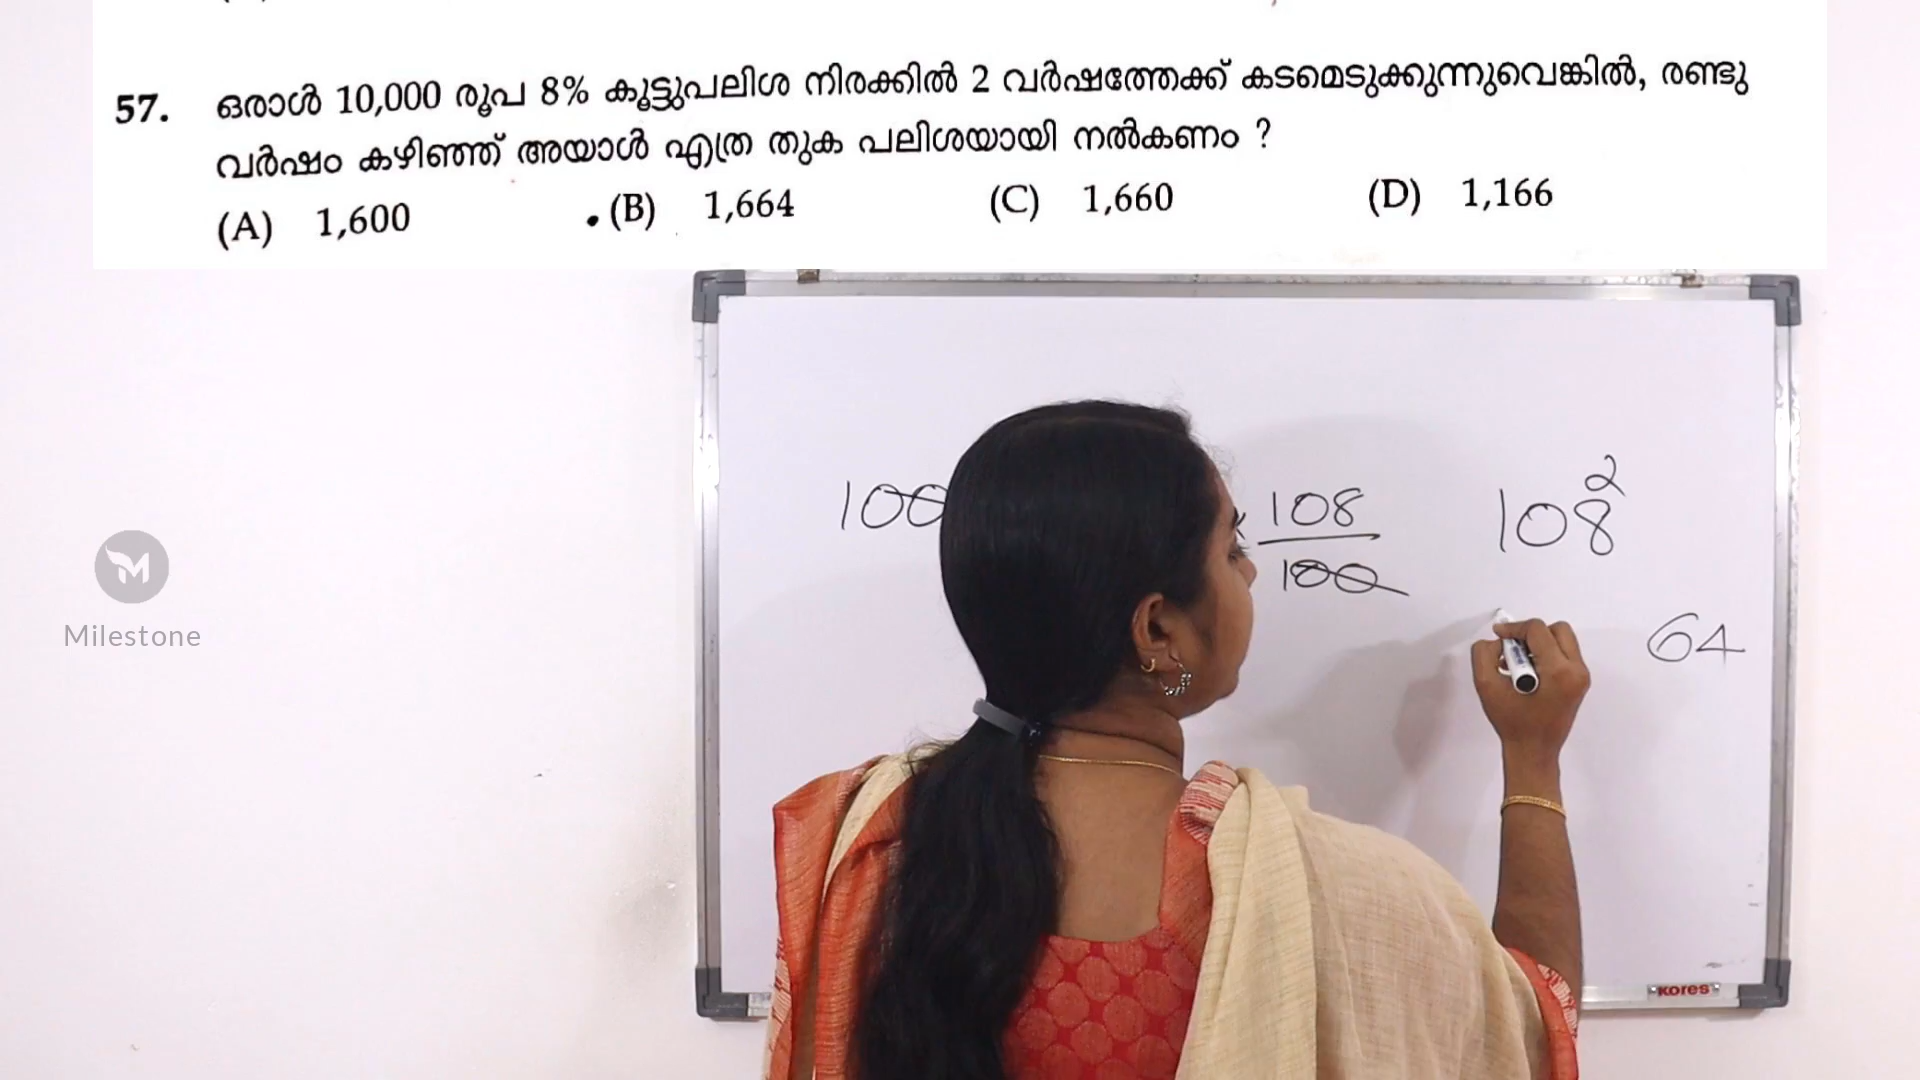 57. ഒരാൾ 10,000 രൂപ 8% കൂട്ടുപലിശ നിരക്കിൽ 2 വർഷത്തേക്ക് കടമെടുക്കുന്നുവെങ്കിൽ, രണ്ടു
വർഷം കഴിഞ്ഞ് അയാൾ എത്ര തുക പലിശയായി നൽകണം ?
(A) 1,600 (B) 1,664 (C) 1,660 (D) 1,166
100 × 108 108²
100
64
Milestone
KORES